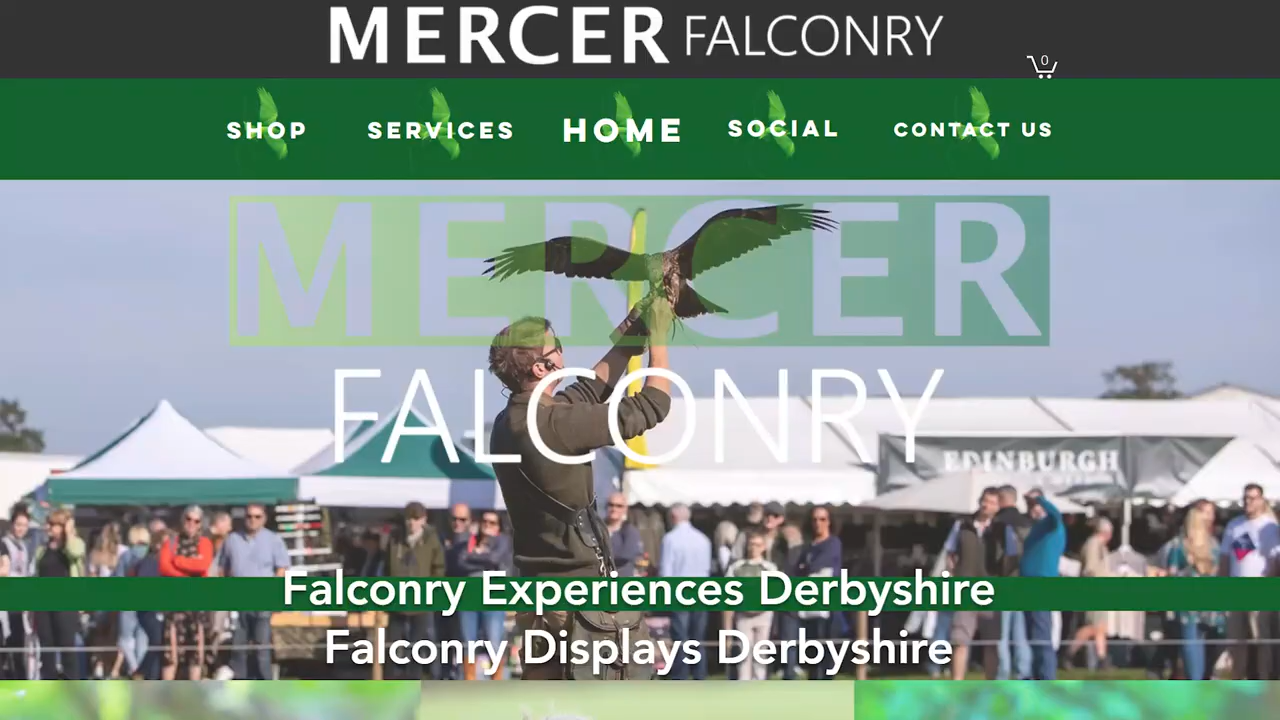 MERCER FALCONRY
0
SHOP SERVICES HOME SOCIAL CONTACT US
MERCER
FALCONRY
EDINBURGH
Falconry Experiences Derbyshire
Falconry Displays Derbyshire